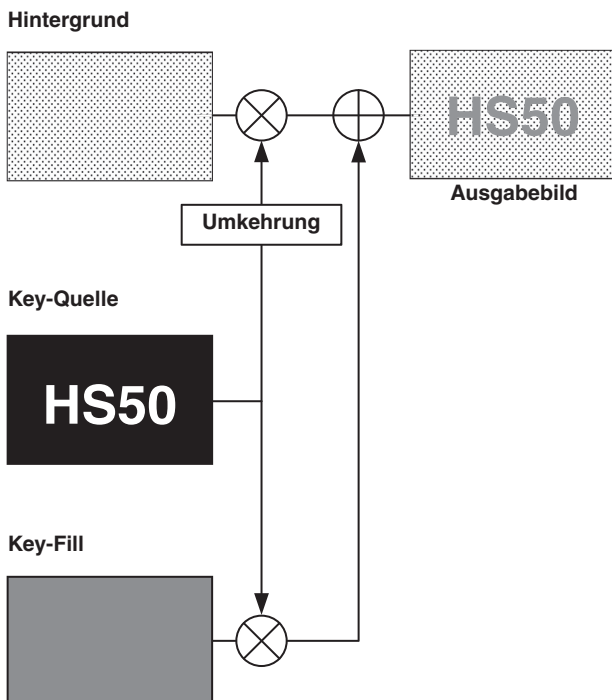 Hintergrund
HS50
Ausgabebild
Umkehrung
Key-Quelle
HS50
Key-Fill